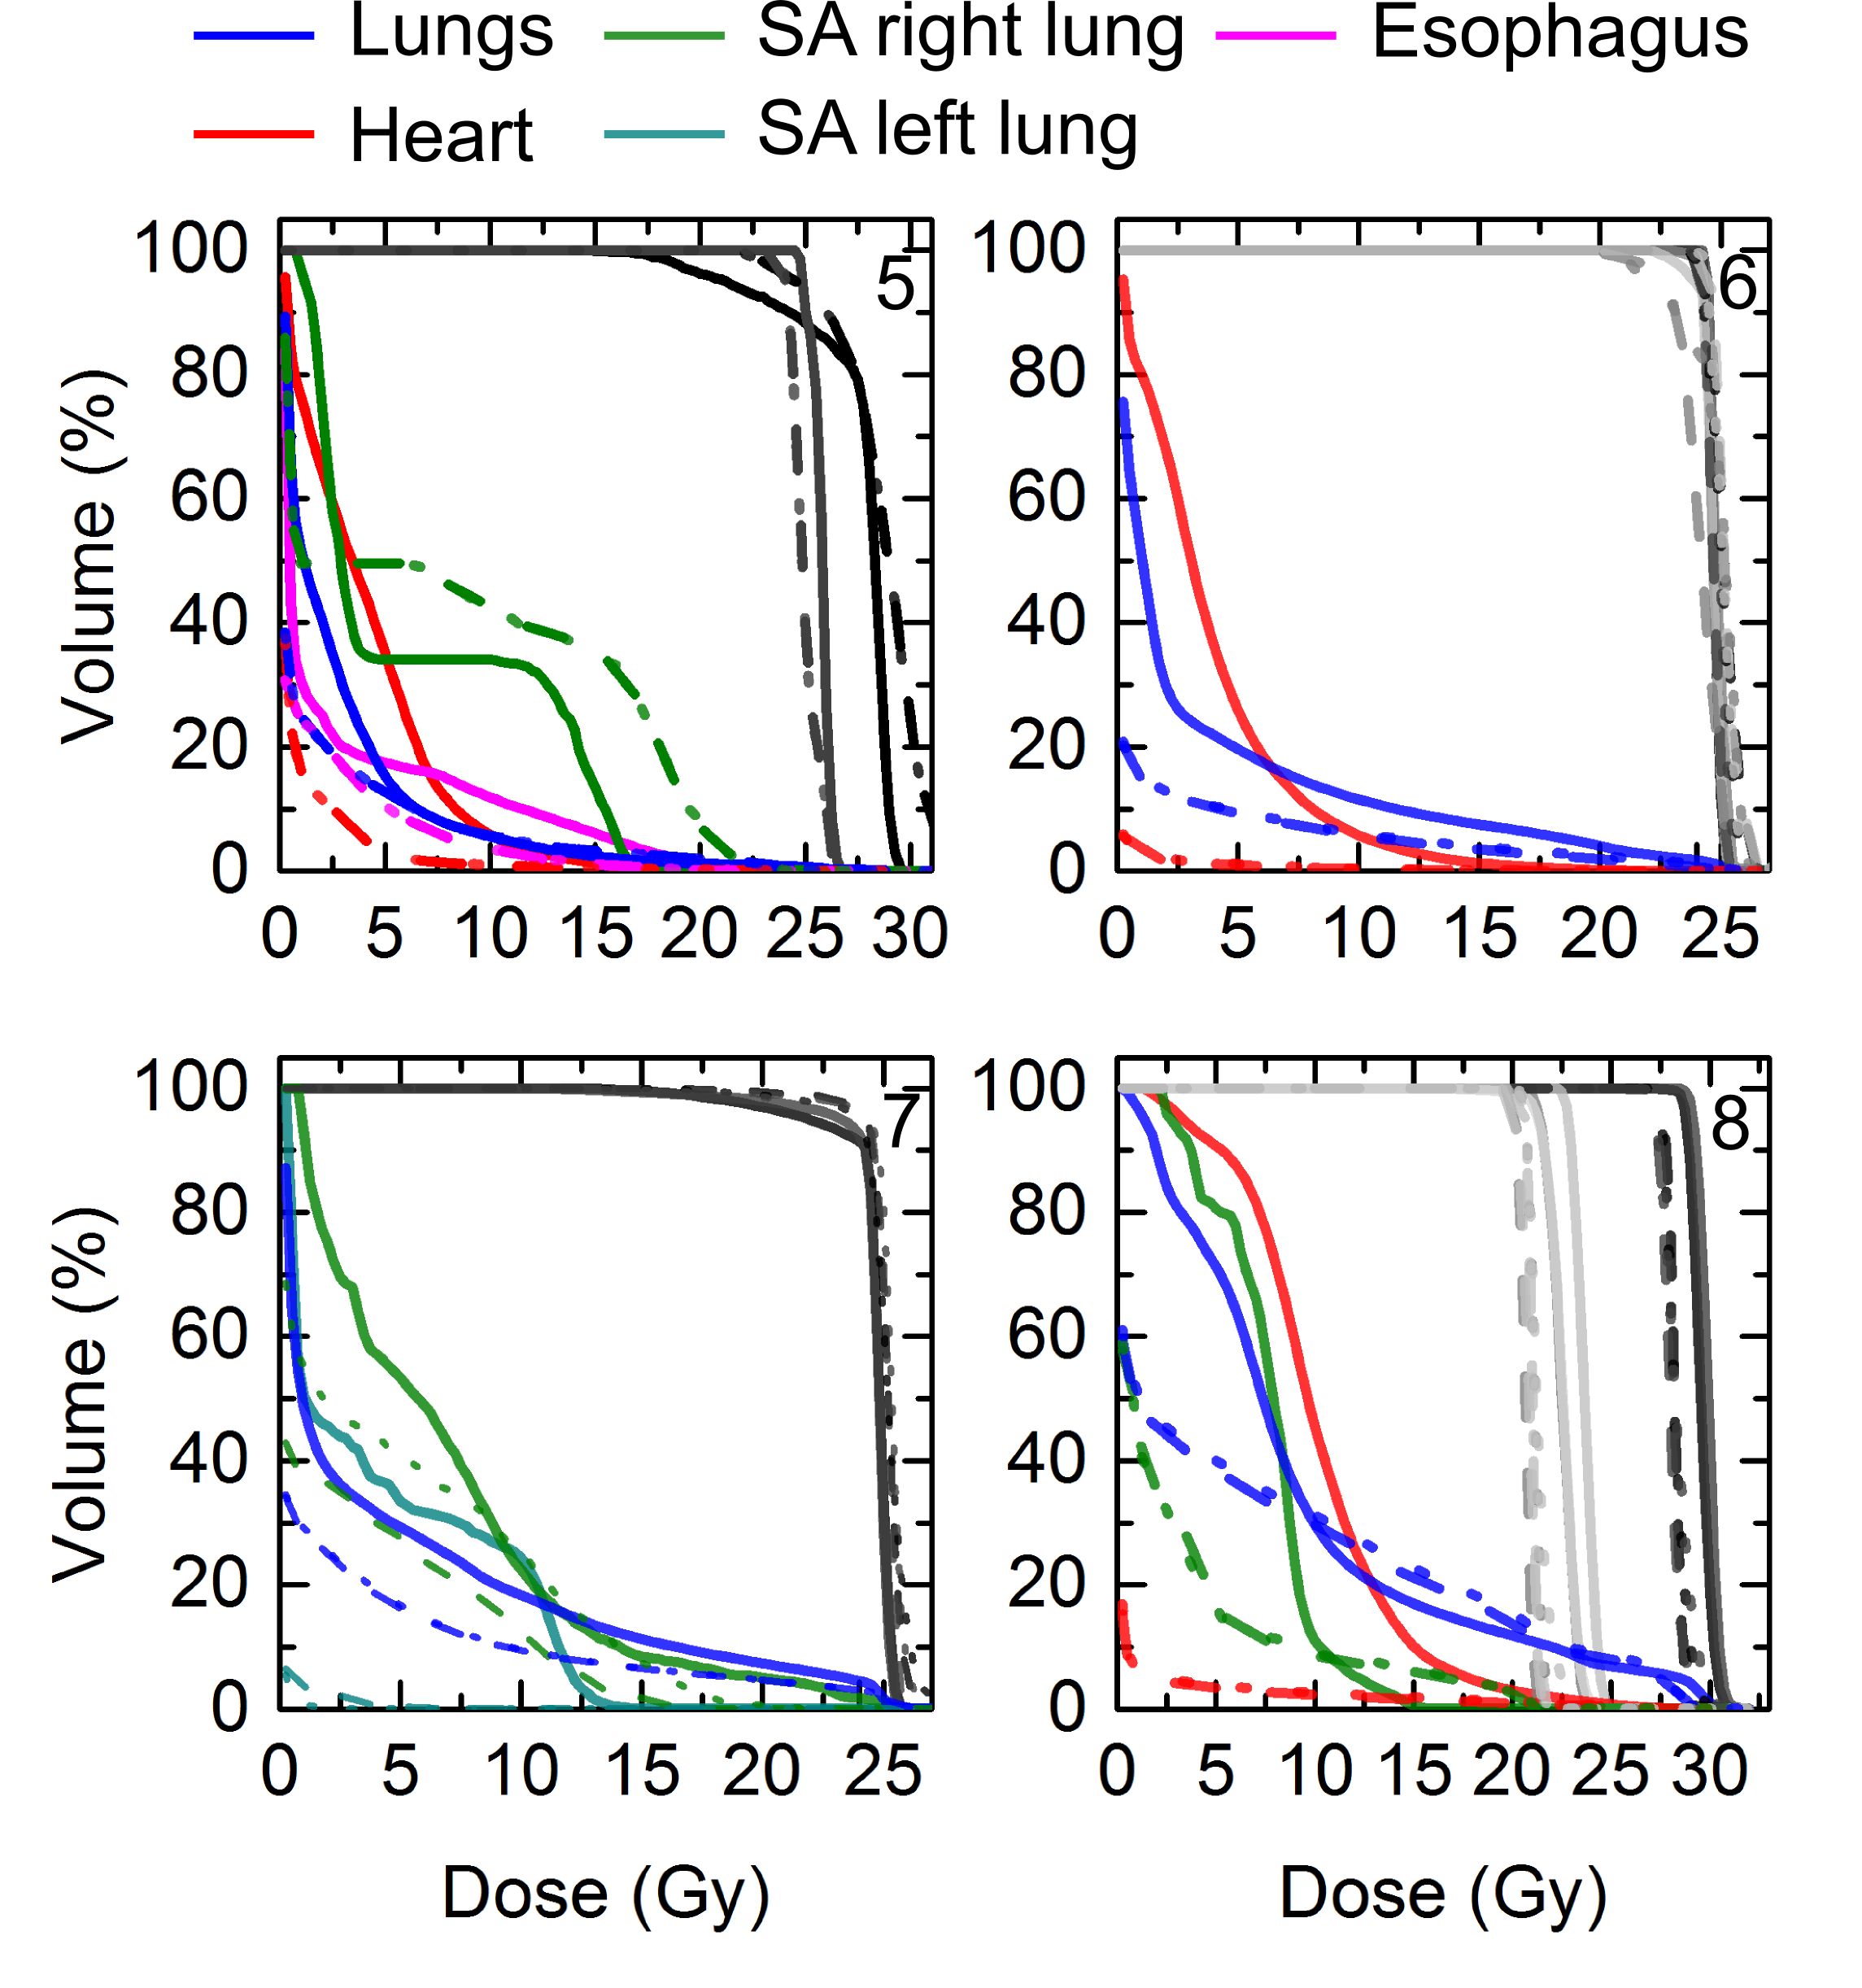 Lungs SA right lung Esophagus
Heart SA left lung
100 5 100 6
80 80
60 60
40 40
20 20
0 0
Volume (%)
0 5 10 15 20 25 30 0 5 10 15 20 25
100 7 100 8
80 80
60 60
40 40
20 20
0 0
Volume (%)
0 5 10 15 20 25 0 5 10 15 20 25 30
Dose (Gy) Dose (Gy)